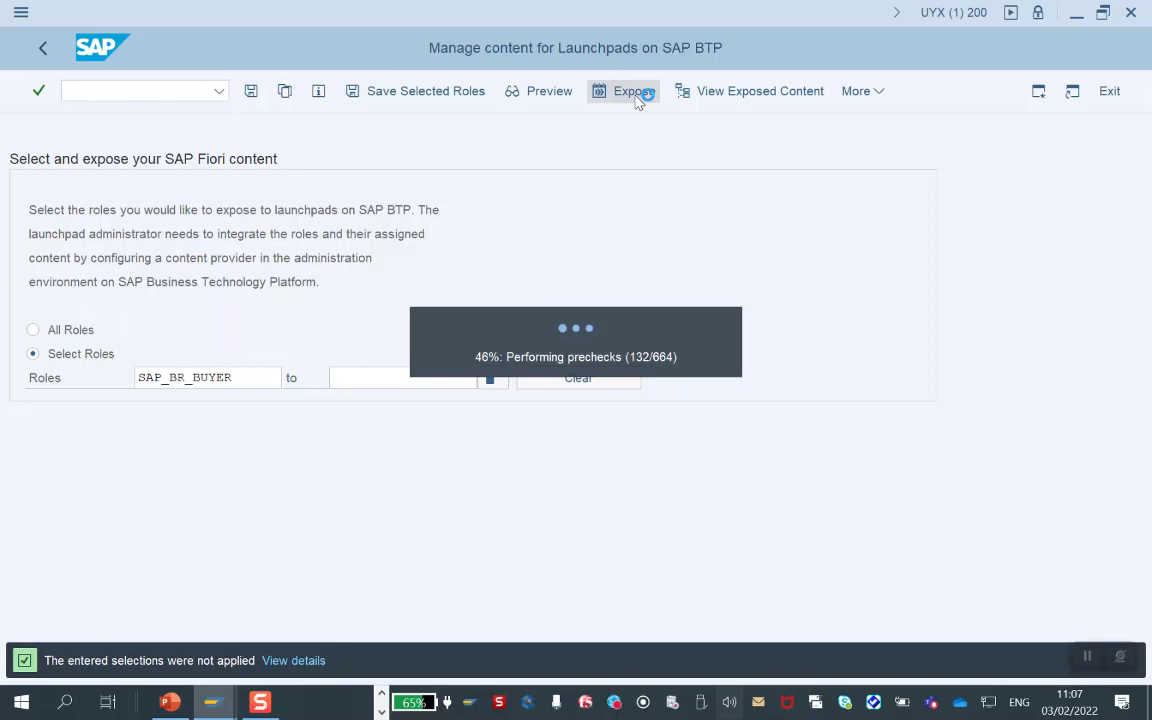 UYX (1) 200
SAP
Manage content for Launchpads on SAP BTP
Save Selected Roles
Preview
Expose
View Exposed Content
More
Exit
Select and expose your SAP Fiori content
Select the roles you would like to expose to launchpads on SAP BTP. The
launchpad administrator needs to integrate the roles and their assigned
content by configuring a content provider in the administration
environment on SAP Business Technology Platform.
All Roles
Select Roles
46%: Performing prechecks (132/664)
Roles
SAP_BR_BUYER
to
Clear
The entered selections were not applied View details
65%
ENG
11:07
03/02/2022